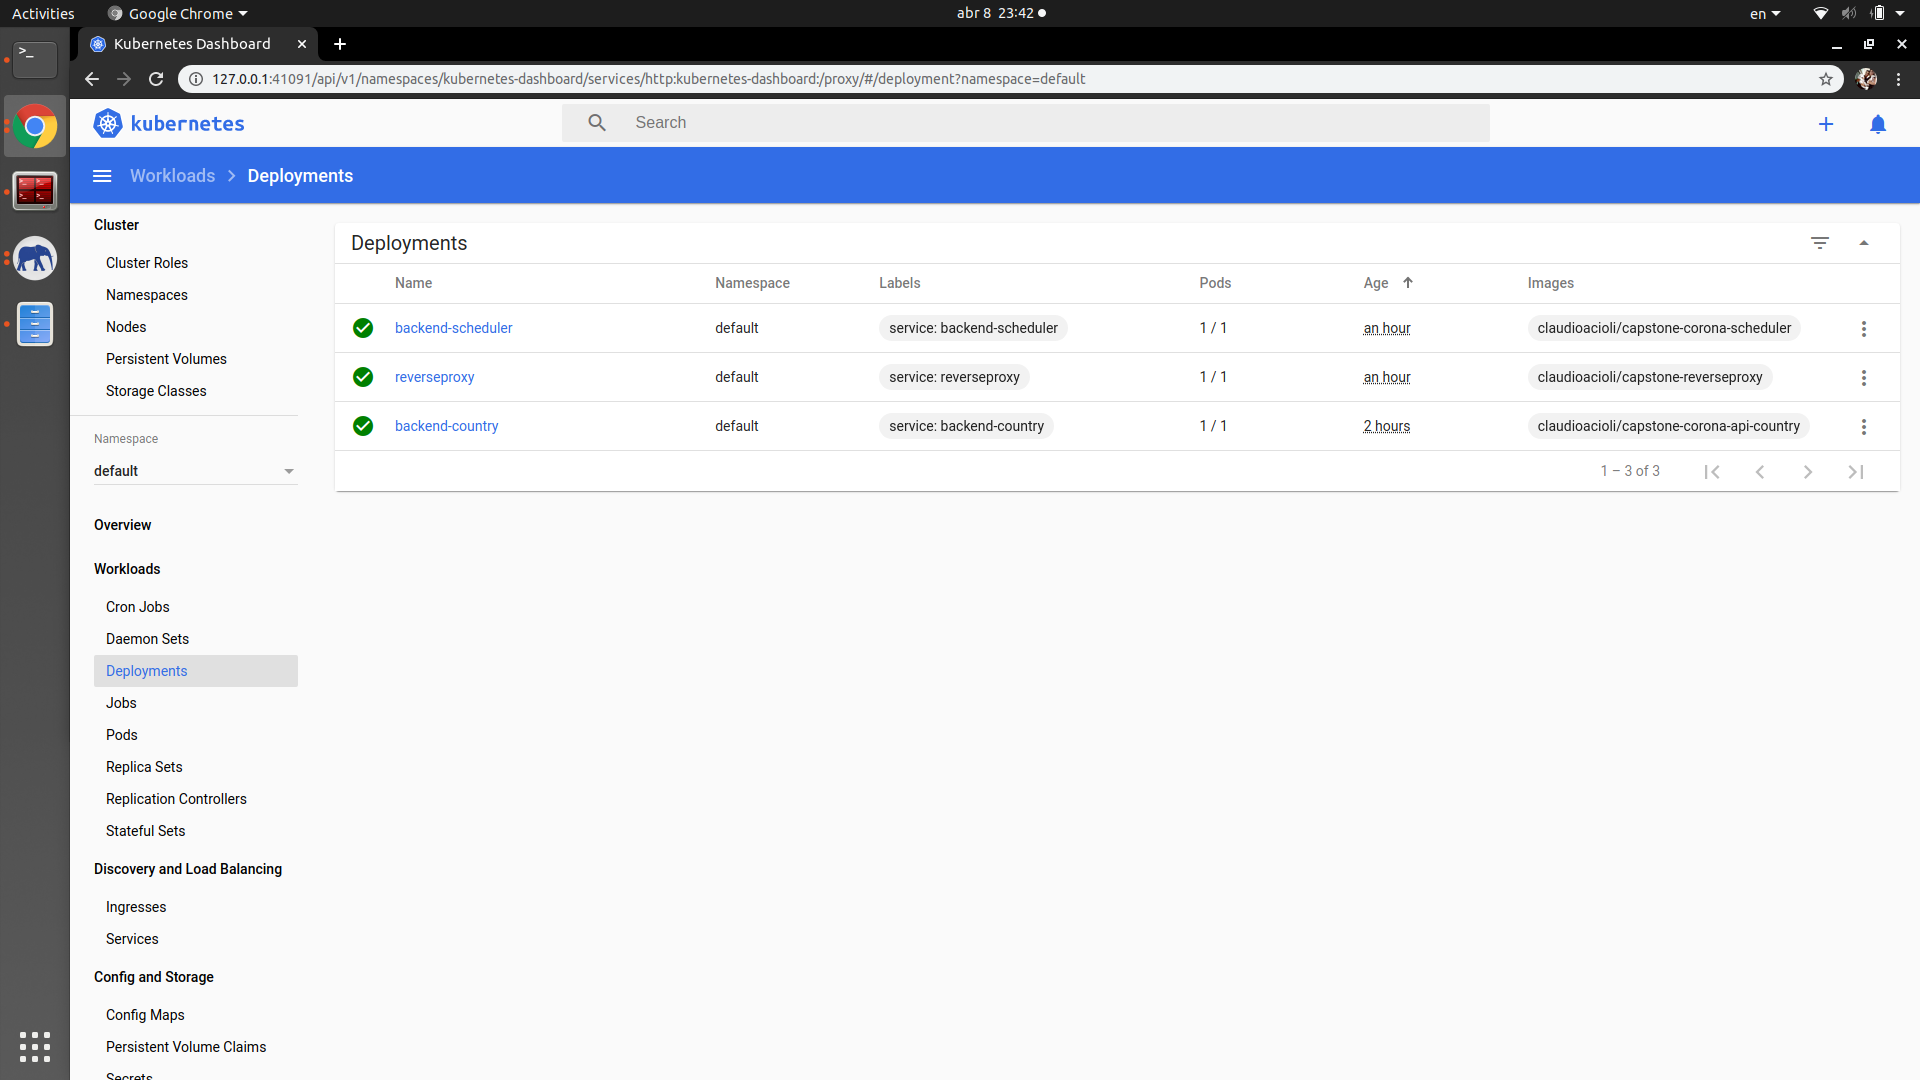 Activities
Google Chrome
abr 8 23:42
en
Kubernetes Dashboard
127.0.0.1:41091/api/v1/namespaces/kubernetes-dashboard/services/http:kubernetes-dashboard:/proxy/#/deployment?namespace=default
kubernetes
Search
Workloads
Deployments
Cluster
Cluster Roles
Namespaces
Nodes
Persistent Volumes
Storage Classes
Namespace
default
Overview
Workloads
Cron Jobs
Daemon Sets
Deployments
Jobs
Pods
Replica Sets
Replication Controllers
Stateful Sets
Discovery and Load Balancing
Ingresses
Services
Config and Storage
Config Maps
Persistent Volume Claims
Secrets
Deployments
Name Namespace Labels Pods Age Images
backend-scheduler default service: backend-scheduler 1 / 1 an hour claudioacioli/capstone-corona-scheduler
reverseproxy default service: reverseproxy 1 / 1 an hour claudioacioli/capstone-reverseproxy
backend-country default service: backend-country 1 / 1 2 hours claudioacioli/capstone-corona-api-country
1 – 3 of 3